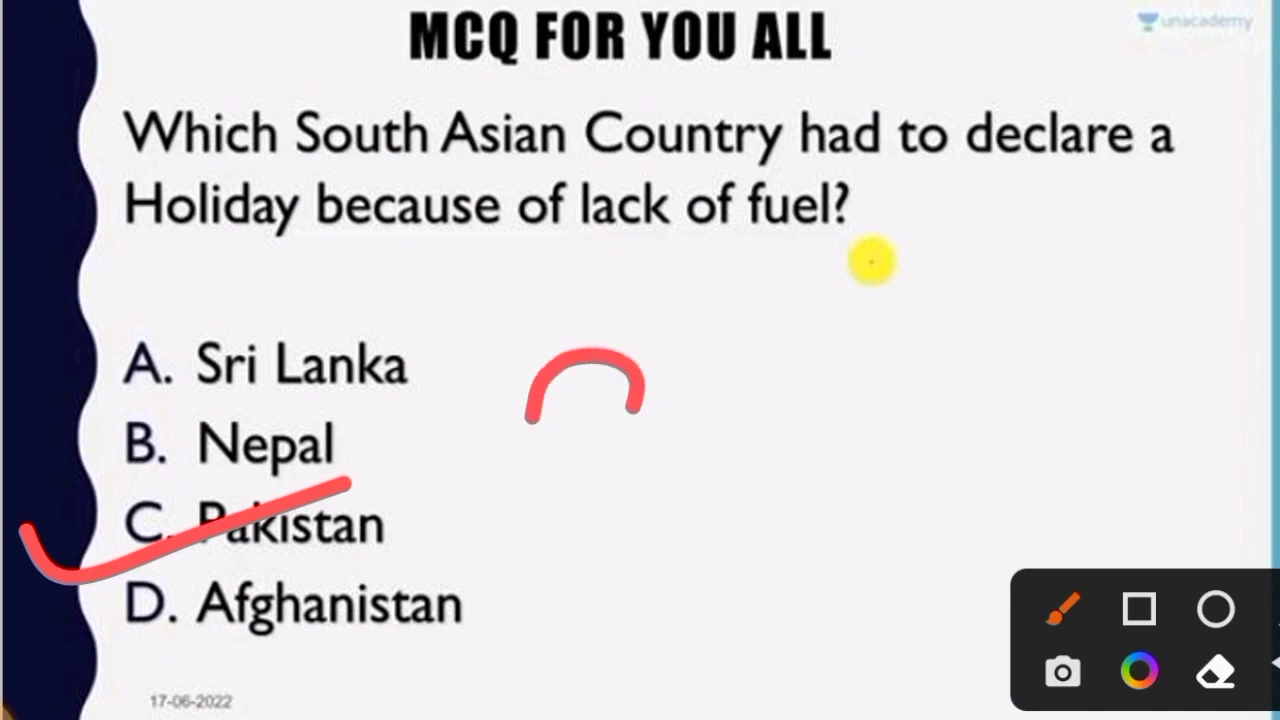 MCQ FOR YOU ALL
unacademy
Which South Asian Country had to declare a
Holiday because of lack of fuel?
A. Sri Lanka
B. Nepal
C. Pakistan
D. Afghanistan
17-06-2022